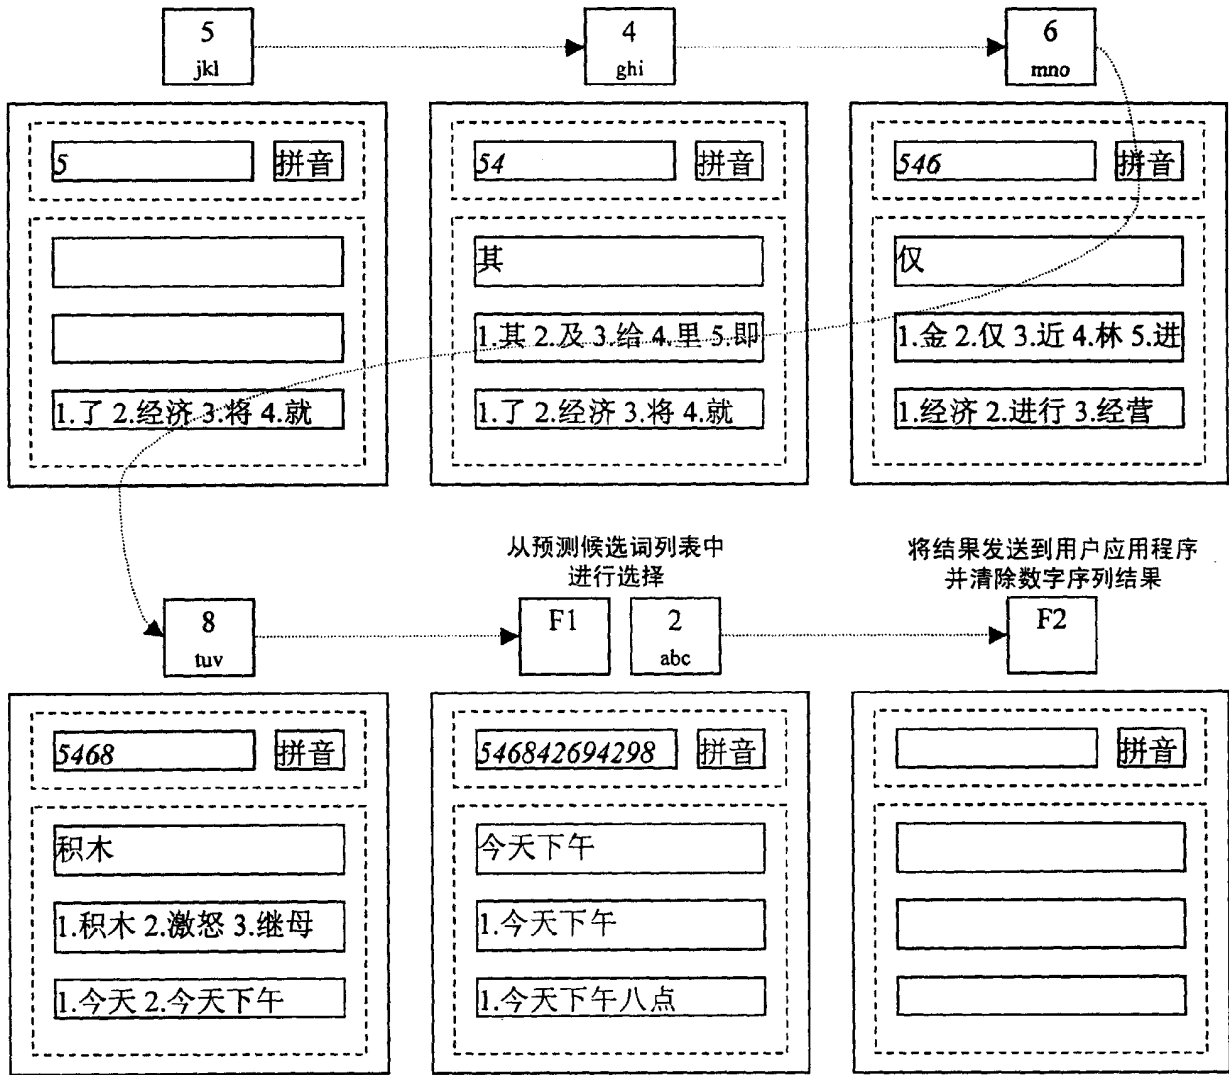 5
jkl
4
ghi
6
mno
5 拼音
1.了 2.经济 3.将 4.就
54 拼音
其
1.其 2.及 3.给 4.里 5.即
1.了 2.经济 3.将 4.就
546 拼音
仅
1.金 2.仅 3.近 4.林 5.进
1.经济 2.进行 3.经营
8
tuv
从预测候选词列表中
进行选择
F1
2
abc
将结果发送到用户应用程序
并清除数字序列结果
F2
5468 拼音
积木
1.积木 2.激怒 3.继母
1.今天 2.今天下午
546842694298 拼音
今天下午
1.今天下午
1.今天下午八点
拼音